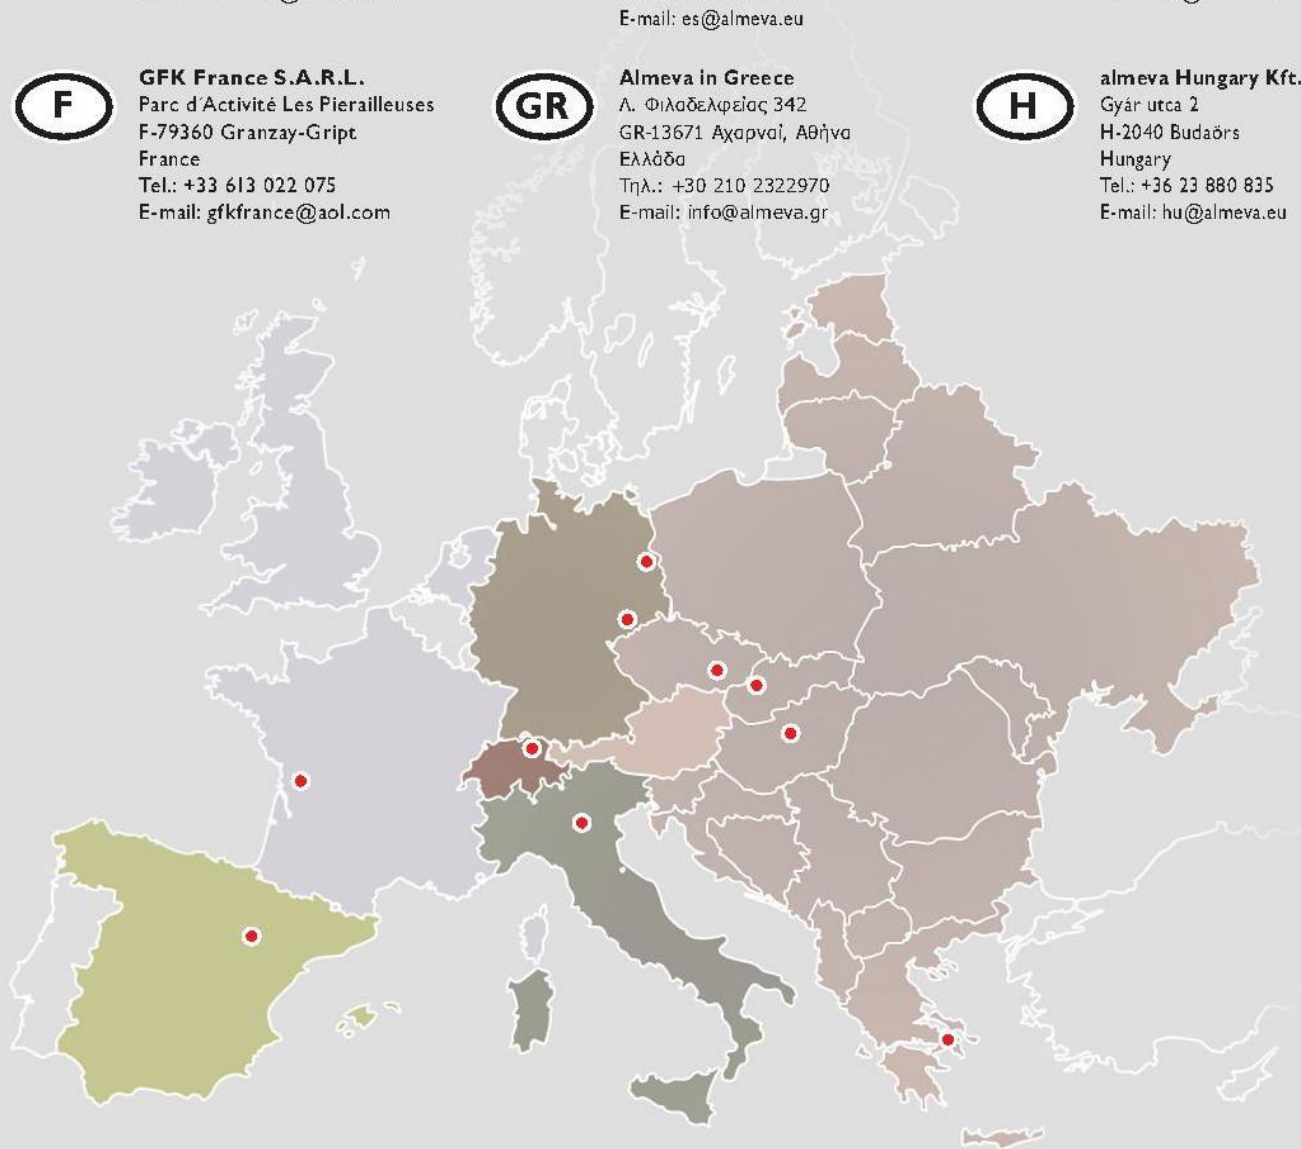 E-mail: es@almeva.eu
F
GFK France S.A.R.L.
Parc d´Activité Les Pierailleuses
F-79360 Granzay-Gript
France
Tel.: +33 613 022 075
E-mail: gfkfrance@aol.com
GR
Almeva in Greece
Λ. Φιλαδελφείας 342
GR-13671 Αχαρναί, Αθήνα
Ελλάδα
Τηλ.: +30 210 2322970
E-mail: info@almeva.gr
H
almeva Hungary Kft.
Gyár utca 2
H-2040 Budaörs
Hungary
Tel.: +36 23 880 835
E-mail: hu@almeva.eu